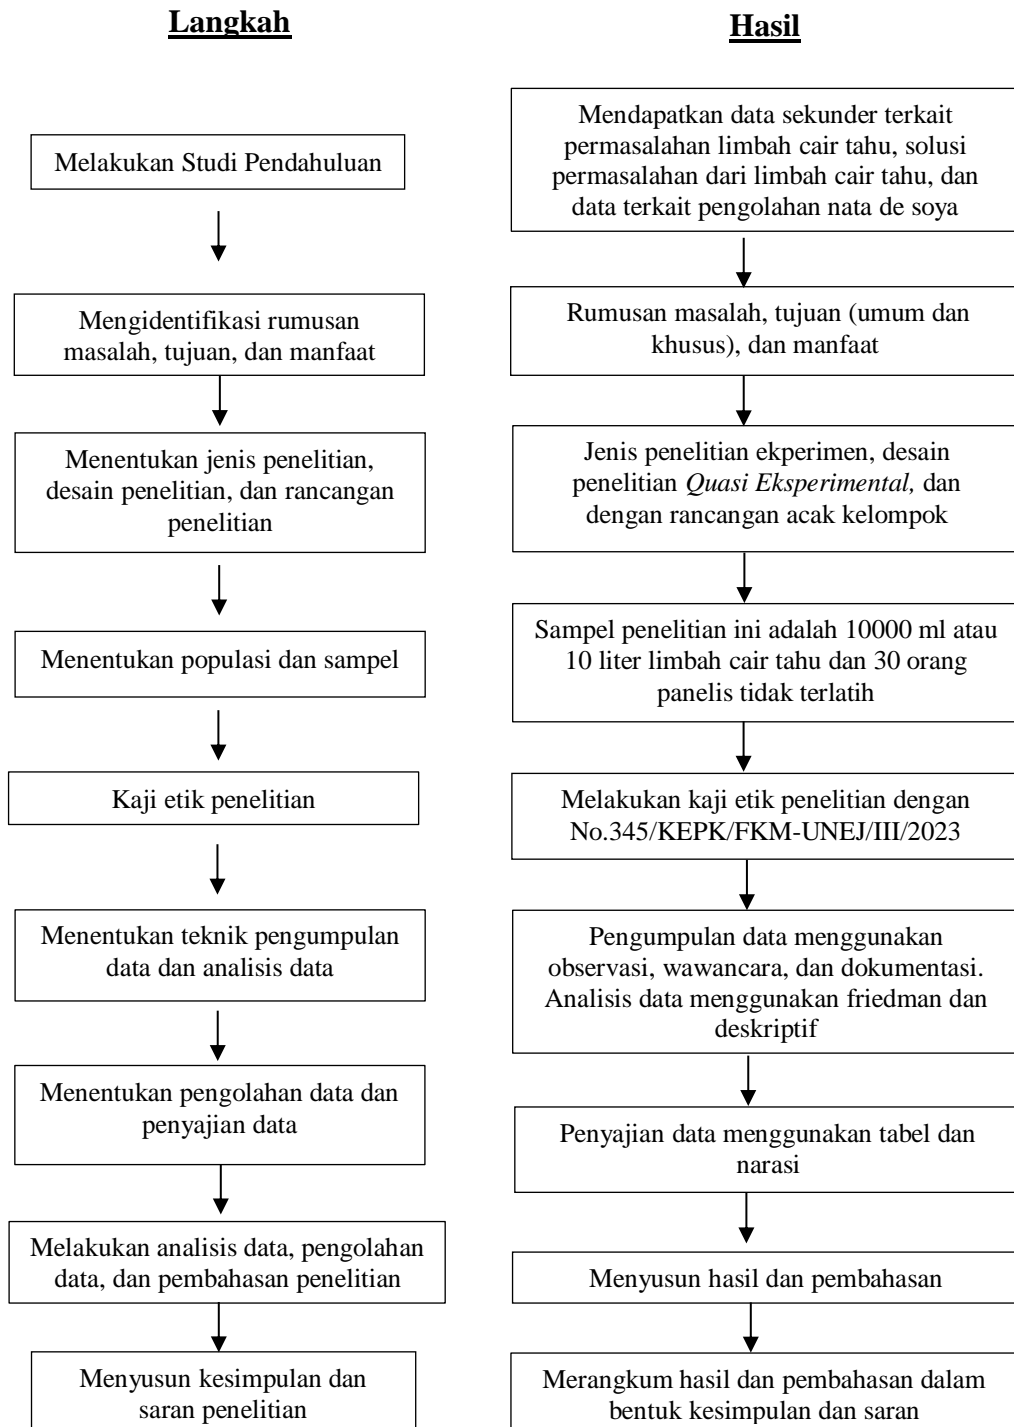 Langkah
Melakukan Studi Pendahuluan
Mengidentifikasi rumusan
masalah, tujuan, dan manfaat
Menentukan jenis penelitian,
desain penelitian, dan rancangan
penelitian
Menentukan populasi dan sampel
Kaji etik penelitian
Menentukan teknik pengumpulan
data dan analisis data
Menentukan pengolahan data dan
penyajian data
Melakukan analisis data, pengolahan
data, dan pembahasan penelitian
Menyusun kesimpulan dan
saran penelitian
Hasil
Mendapatkan data sekunder terkait
permasalahan limbah cair tahu, solusi
permasalahan dari limbah cair tahu, dan
data terkait pengolahan nata de soya
Rumusan masalah, tujuan (umum dan
khusus), dan manfaat
Jenis penelitian ekperimen, desain
penelitian Quasi Eksperimental, dan
dengan rancangan acak kelompok
Sampel penelitian ini adalah 10000 ml atau
10 liter limbah cair tahu dan 30 orang
panelis tidak terlatih
Melakukan kaji etik penelitian dengan
No.345/KEPK/FKM-UNEJ/III/2023
Pengumpulan data menggunakan
observasi, wawancara, dan dokumentasi.
Analisis data menggunakan friedman dan
deskriptif
Penyajian data menggunakan tabel dan
narasi
Menyusun hasil dan pembahasan
Merangkum hasil dan pembahasan dalam
bentuk kesimpulan dan saran